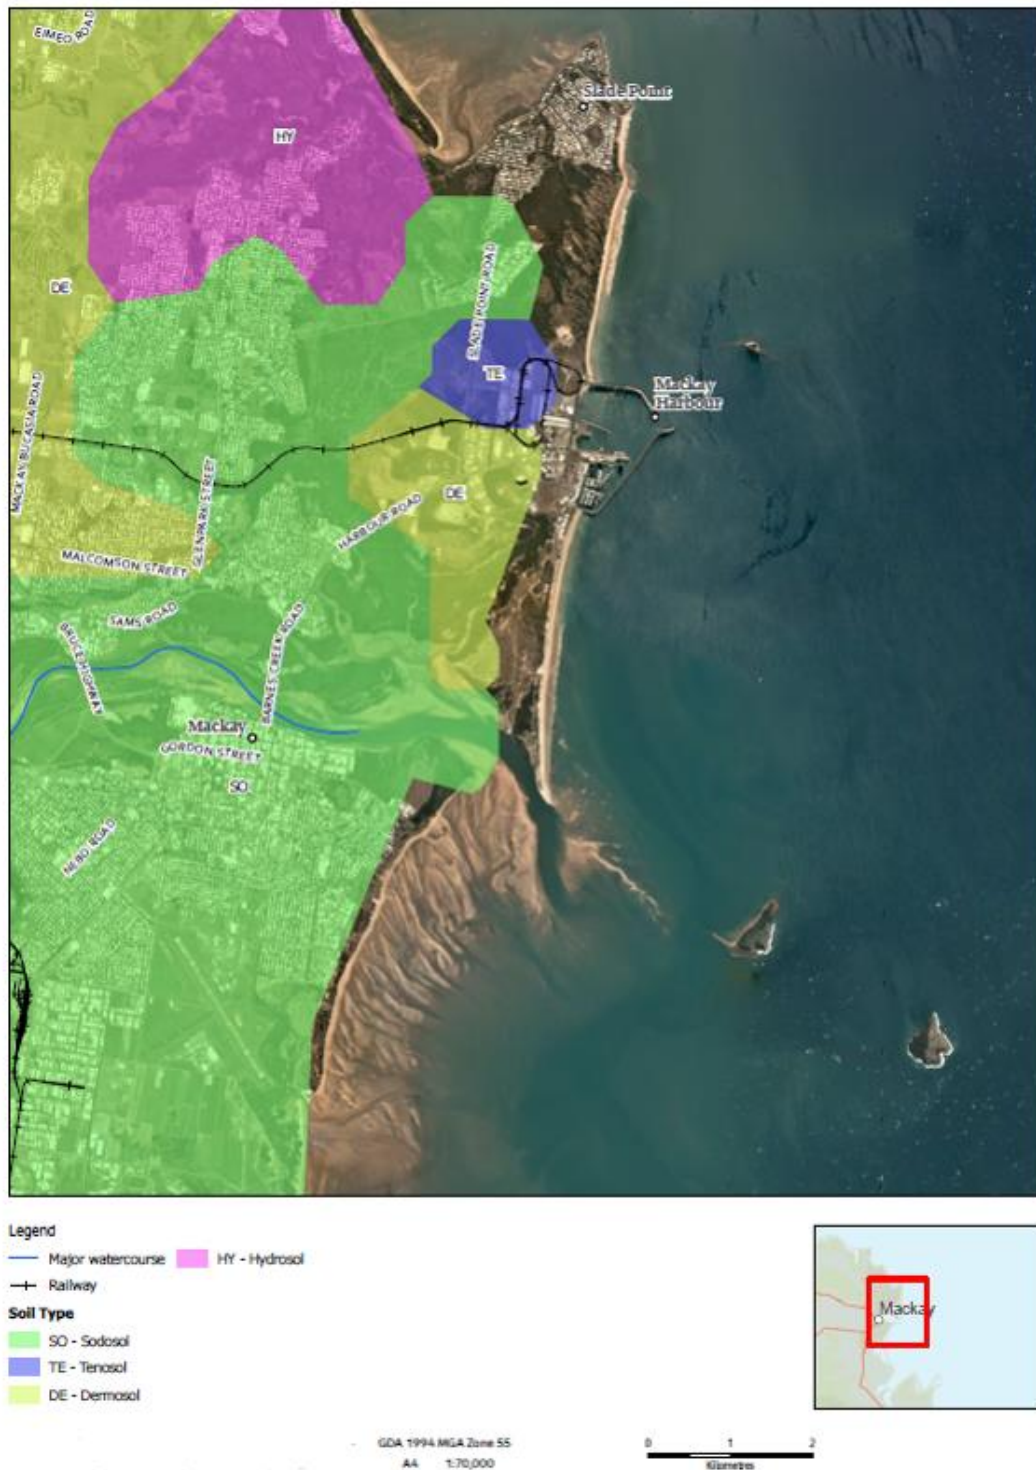 EIMEO ROAD
Slade Point
HY
SLADE POINT ROAD
DE
TE
Mackay
Harbour
MACKAY BUCASIA ROAD
GLENPARK STREET
DE
HARBOUR ROAD
MALCOMSON STREET
SAMS ROAD
BRUCE HIGHWAY
BARNES CREEK ROAD
Mackay
GORDON STREET
SO
NEBO ROAD
Legend
Major watercourse
HY - Hydrosol
Railway
Soil Type
SO - Sodosol
TE - Tenosol
DE - Dermosol
Mackay
GDA 1994 MGA Zone 55
A4 1:70,000
0 1 2
Kilometres